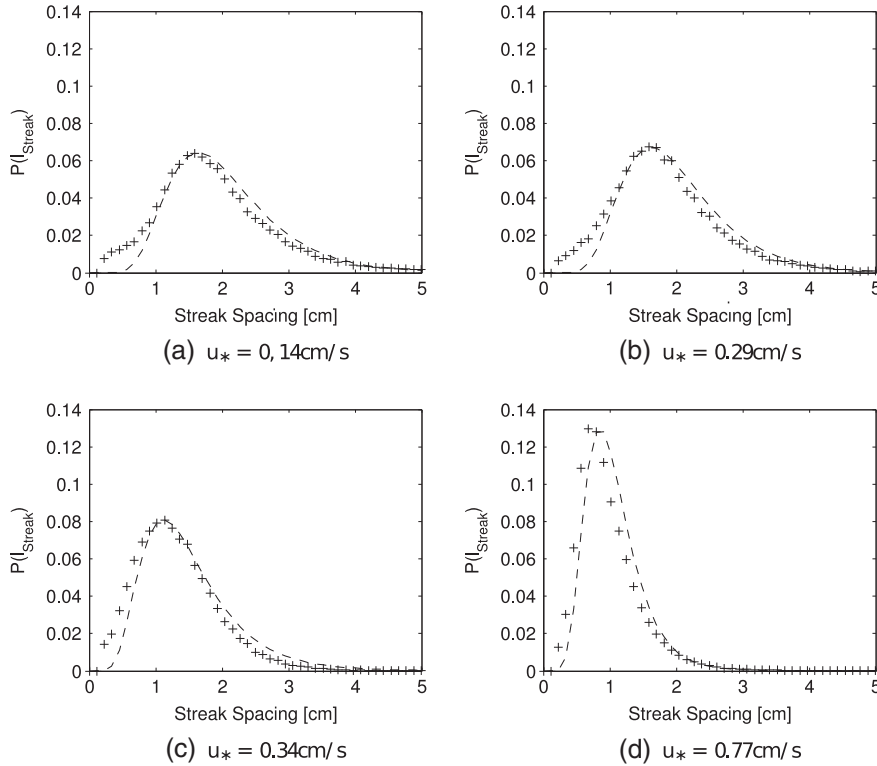 0.14
0.12
0.1
0.08
0.06
0.04
0.02
0
P(l_Streak)
0 1 2 3 4 5
Streak Spacing [cm]
(a) u_* = 0, 14cm/s
0.14
0.12
0.1
0.08
0.06
0.04
0.02
0
P(l_Streak)
0 1 2 3 4 5
Streak Spacing [cm]
(b) u_* = 0.29cm/s
0.14
0.12
0.1
0.08
0.06
0.04
0.02
0
P(l_Streak)
0 1 2 3 4 5
Streak Spacing [cm]
(c) u_* = 0.34cm/s
0.14
0.12
0.1
0.08
0.06
0.04
0.02
0
P(l_Streak)
0 1 2 3 4 5
Streak Spacing [cm]
(d) u_* = 0.77cm/s